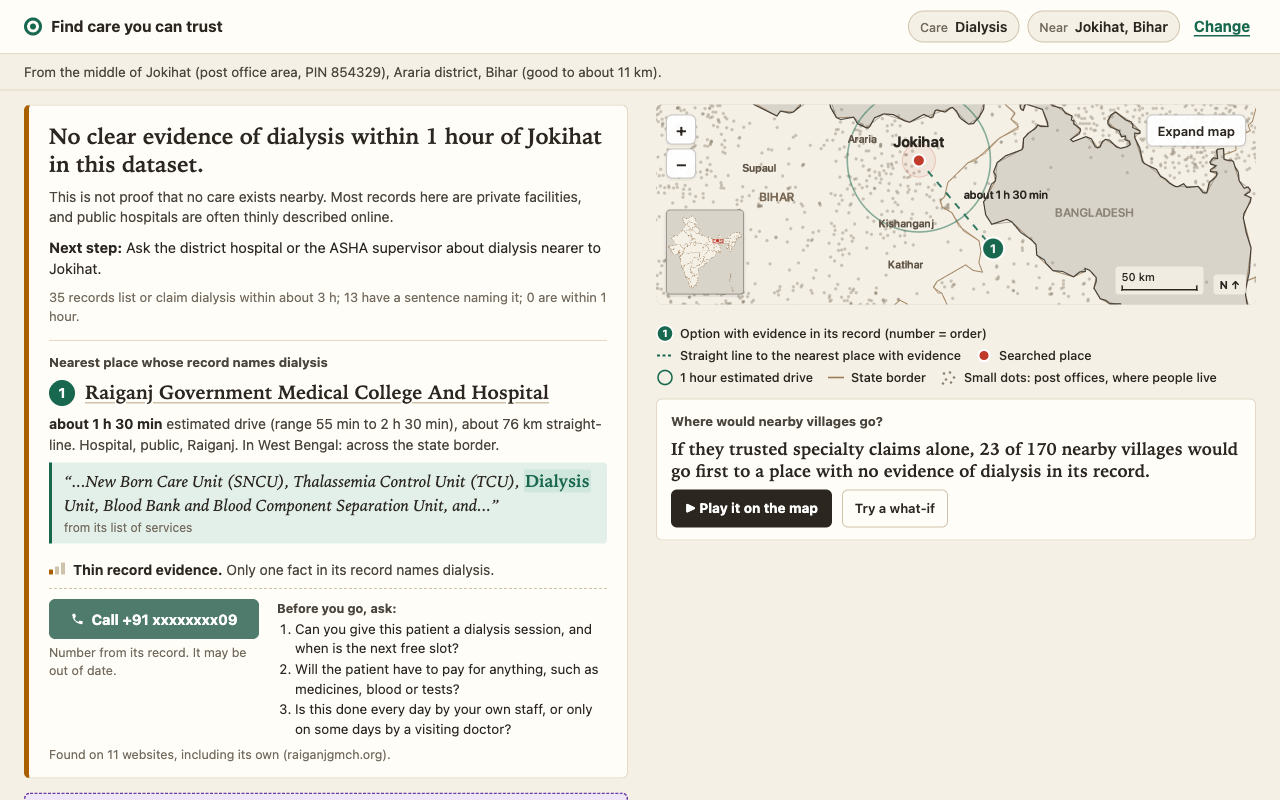 Find care you can trust
Care Dialysis
Near Jokihat, Bihar
Change
From the middle of Jokihat (post office area, PIN 854329), Araria district, Bihar (good to about 11 km).
No clear evidence of dialysis within 1 hour of Jokihat
in this dataset.
This is not proof that no care exists nearby. Most records here are private facilities,
and public hospitals are often thinly described online.
Next step: Ask the district hospital or the ASHA supervisor about dialysis nearer to
Jokihat.
35 records list or claim dialysis within about 3 h; 13 have a sentence naming it; 0 are within 1
hour.
Nearest place whose record names dialysis
1 Raiganj Government Medical College And Hospital
about 1 h 30 min estimated drive (range 55 min to 2 h 30 min), about 76 km straight-
line. Hospital, public, Raiganj. In West Bengal: across the state border.
“...New Born Care Unit (SNCU), Thalassemia Control Unit (TCU), Dialysis
Unit, Blood Bank and Blood Component Separation Unit, and...”
from its list of services
Thin record evidence. Only one fact in its record names dialysis.
Call +91 xxxxxxxx09
Number from its record. It may be
out of date.
Before you go, ask:
1. Can you give this patient a dialysis session, and
when is the next free slot?
2. Will the patient have to pay for anything, such as
medicines, blood or tests?
3. Is this done every day by your own staff, or only
on some days by a visiting doctor?
Found on 11 websites, including its own (raiganjgmch.org).
+
−
Expand map
Araria
Jokihat
Supaul
BIHAR
about 1 h 30 min
BANGLADESH
Kishanganj
Katihar
1
50 km
N ↑
1 Option with evidence in its record (number = order)
Straight line to the nearest place with evidence
Searched place
1 hour estimated drive
State border
Small dots: post offices, where people live
Where would nearby villages go?
If they trusted specialty claims alone, 23 of 170 nearby villages would
go first to a place with no evidence of dialysis in its record.
Play it on the map
Try a what-if